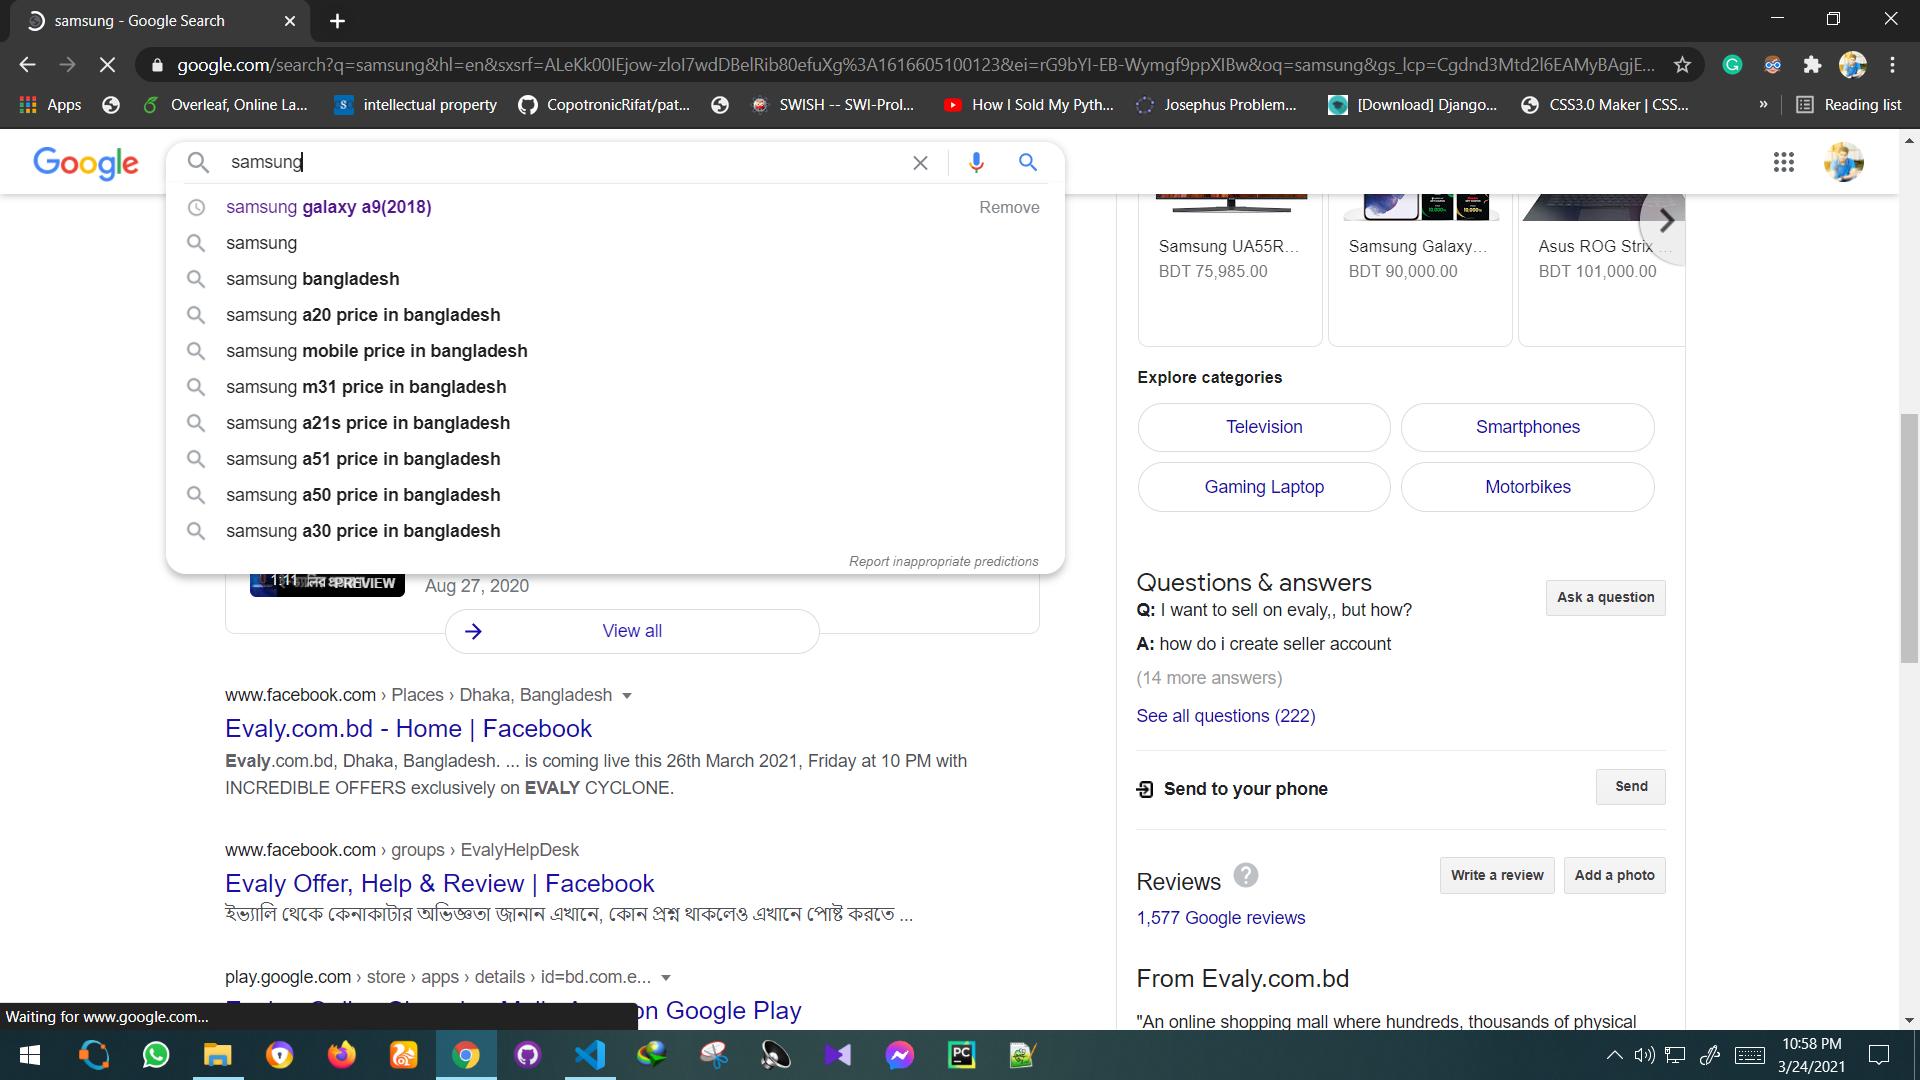 samsung - Google Search
google.com/search?q=samsung&hl=en&sxsrf=ALeKk00IEjow-zloI7wdDBelRib80efuXg%3A1616605100123&ei=rG9bYI-EB-Wymgf9ppXIBw&oq=samsung&gs_lcp=Cgdnd3Mtd2l6EAMyBAgjE...
Apps
Overleaf, Online La...
intellectual property
CopotronicRifat/pat...
SWISH -- SWI-Prol...
How I Sold My Pyth...
Josephus Problem...
[Download] Django...
CSS3.0 Maker | CSS...
»
Reading list
Google
samsung
samsung galaxy a9(2018)
Remove
samsung
samsung bangladesh
samsung a20 price in bangladesh
samsung mobile price in bangladesh
samsung m31 price in bangladesh
samsung a21s price in bangladesh
samsung a51 price in bangladesh
samsung a50 price in bangladesh
samsung a30 price in bangladesh
Report inappropriate predictions
1:11
PREVIEW
Aug 27, 2020
View all
www.facebook.com › Places › Dhaka, Bangladesh
Evaly.com.bd - Home | Facebook
Evaly.com.bd, Dhaka, Bangladesh. ... is coming live this 26th March 2021, Friday at 10 PM with
INCREDIBLE OFFERS exclusively on EVALY CYCLONE.
www.facebook.com › groups › EvalyHelpDesk
Evaly Offer, Help & Review | Facebook
ইভ্যালি থেকে কেনাকাটার অভিজ্ঞতা জানান এখানে, কোন প্রশ্ন থাকলেও এখানে পোষ্ট করতে ...
play.google.com › store › apps › details › id=bd.com.e...
on Google Play
Samsung UA55R...
BDT 75,985.00
Samsung Galaxy...
BDT 90,000.00
Asus ROG Strix ...
BDT 101,000.00
Explore categories
Television
Smartphones
Gaming Laptop
Motorbikes
Questions & answers
Q: I want to sell on evaly,, but how?
Ask a question
A: how do i create seller account
(14 more answers)
See all questions (222)
Send to your phone
Send
Reviews
Write a review
Add a photo
1,577 Google reviews
From Evaly.com.bd
"An online shopping mall where hundreds, thousands of physical
Waiting for www.google.com...
10:58 PM
3/24/2021